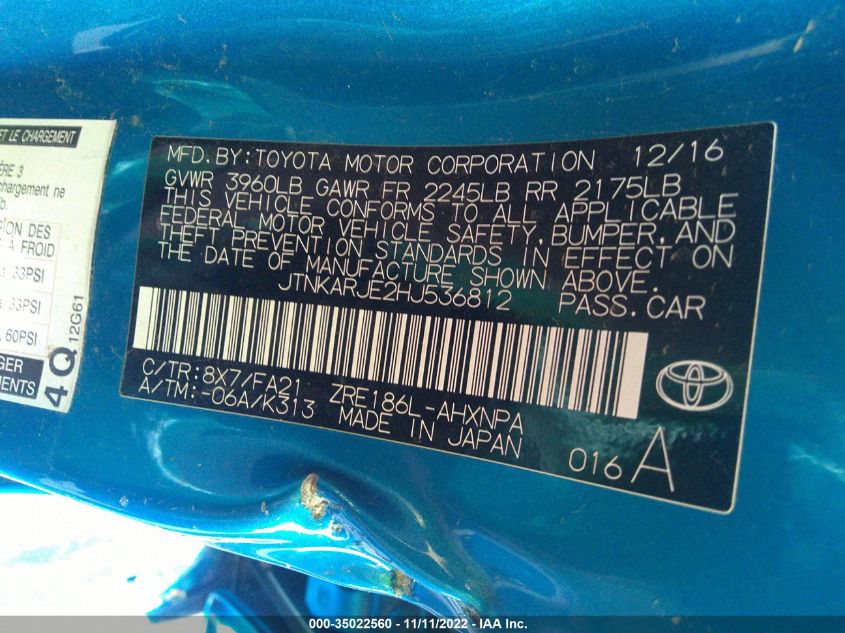 ET LE CHARGEMENT
ÈRE 3
chargement ne
SION DES
À FROID
33PSI
33PSI
, 60PSI
GER
EMENTS
4Q 12G61
MFD.BY:TOYOTA MOTOR CORPORATION 12/16
GVWR 3960LB GAWR FR 2245LB RR 2175LB
THIS VEHICLE CONFORMS TO ALL APPLICABLE
FEDERAL MOTOR VEHICLE SAFETY,BUMPER,AND
THEFT PREVENTION STANDARDS IN EFFECT ON
THE DATE OF MANUFACTURE SHOWN ABOVE.
JTNKARJE2HJ536812 PASS.CAR
C/TR:8X7/FA21 ZRE186L-AHXNPA
A/TM:-06A/K313 MADE IN JAPAN
016A
000-35022560 - 11/11/2022 - IAA Inc.